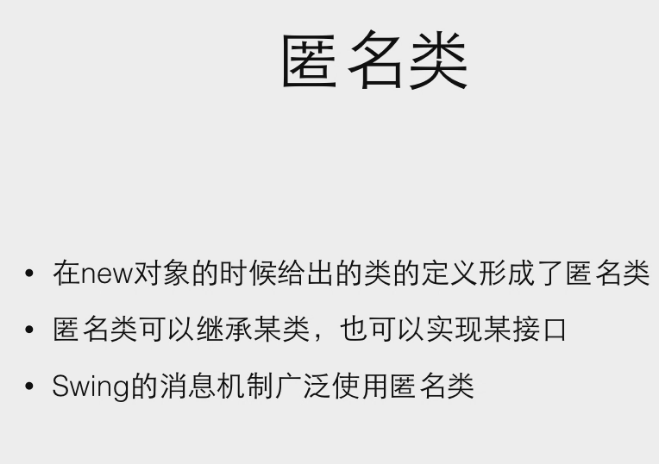 匿名类
• 在new对象的时候给出的类的定义形成了匿名类
• 匿名类可以继承某类，也可以实现某接口
• Swing的消息机制广泛使用匿名类